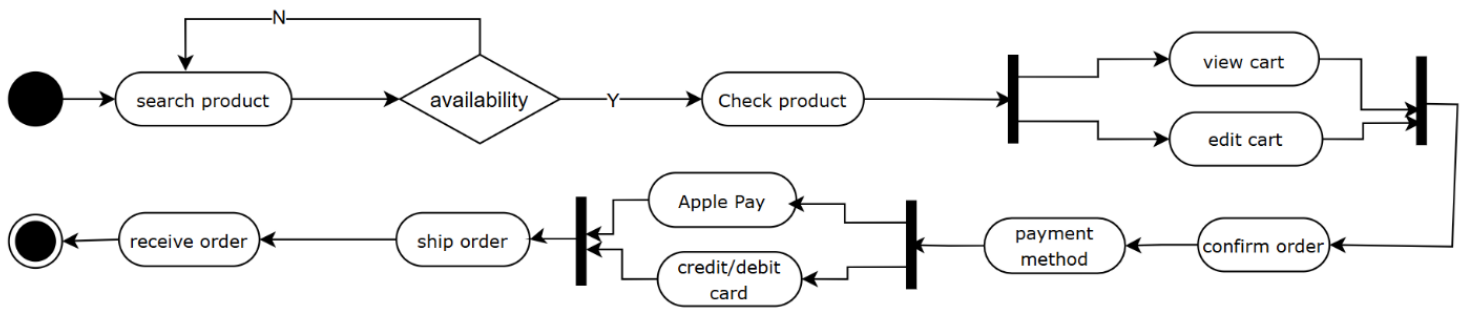 N
search product
availability
Y
Check product
view cart
edit cart
Apple Pay
credit/debit
card
receive order
ship order
payment
method
confirm order